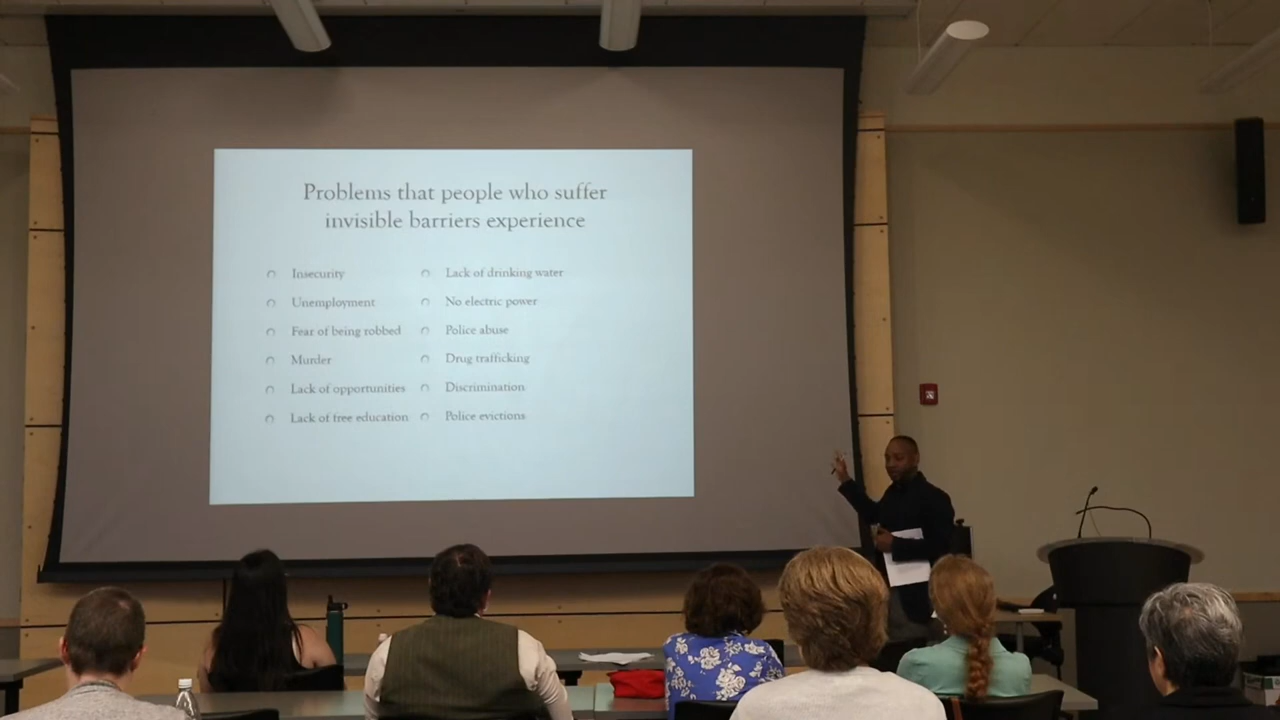 Problems that people who suffer
invisible barriers experience
Insecurity
Unemployment
Fear of being robbed
Murder
Lack of opportunities
Lack of free education
Lack of drinking water
No electric power
Police abuse
Drug trafficking
Discrimination
Police evictions